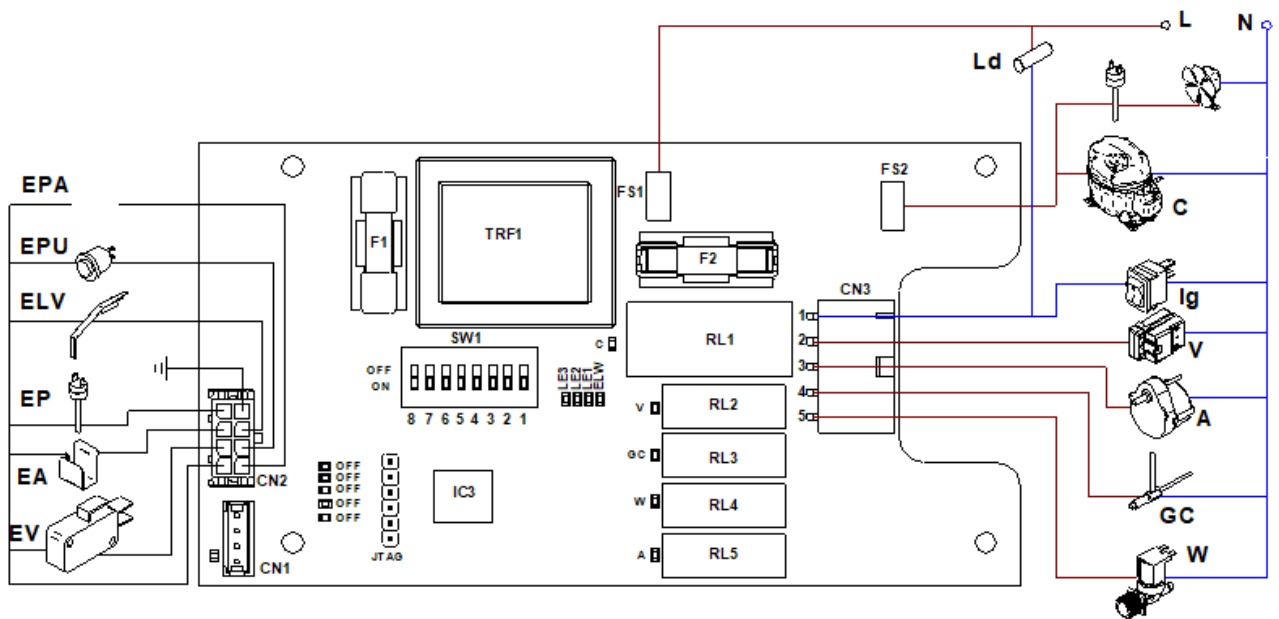 L
N
Ld
EPA
EPU
ELV
EP
EA
EV
F1
TRF1
FS1
FS2
F2
C
Ig
V
A
GC
W
CN3
1
2
3
4
5
SW1
OFF
ON
8 7 6 5 4 3 2 1
LE3
LE2
LE1
ELW
C
RL1
V
RL2
GC
RL3
W
RL4
A
RL5
CN2
CN1
OFF
OFF
OFF
OFF
OFF
JTAG
IC3